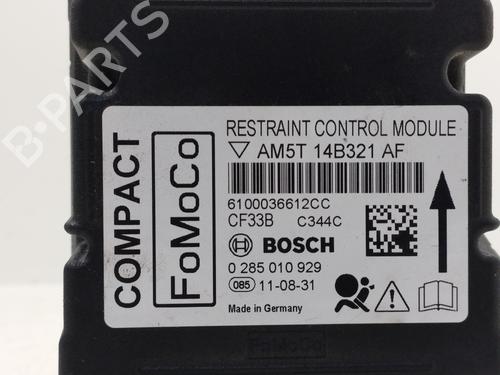 COMPACT
FoMoCo
RESTRAINT CONTROL MODULE
AM5T 14B321 AF
6100036612CC
CF33B C344C
BOSCH
0 285 010 929
085 11-08-31
Made in Germany
FoMoCo
B-PARTS